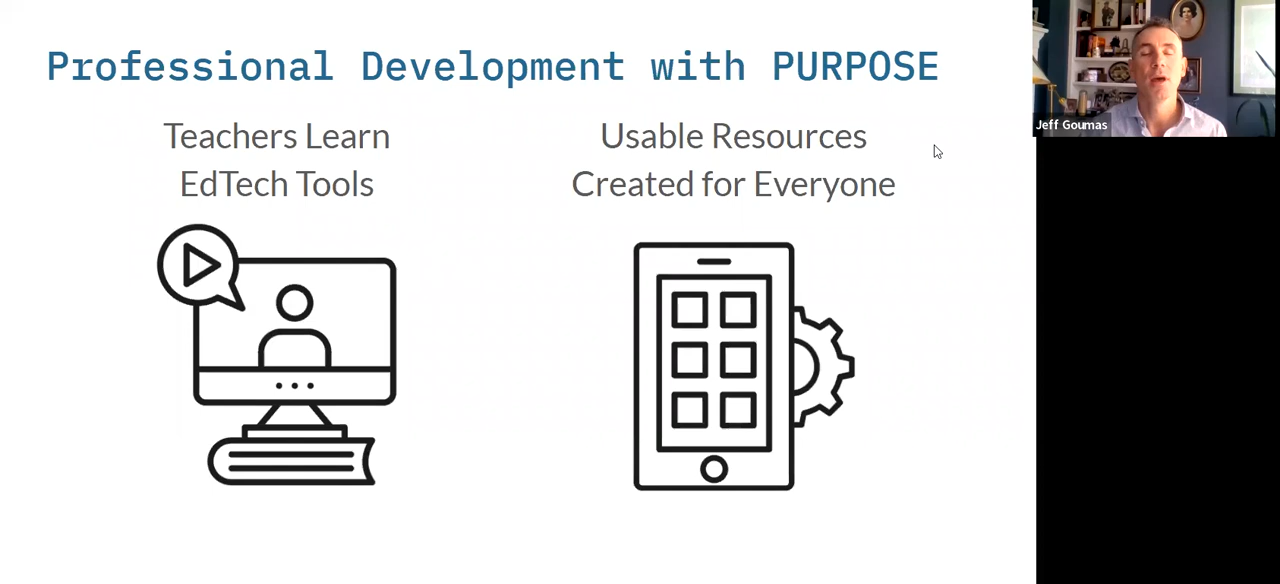 Professional Development with PURPOSE
Teachers Learn
EdTech Tools
Usable Resources
Created for Everyone
Jeff Goumas